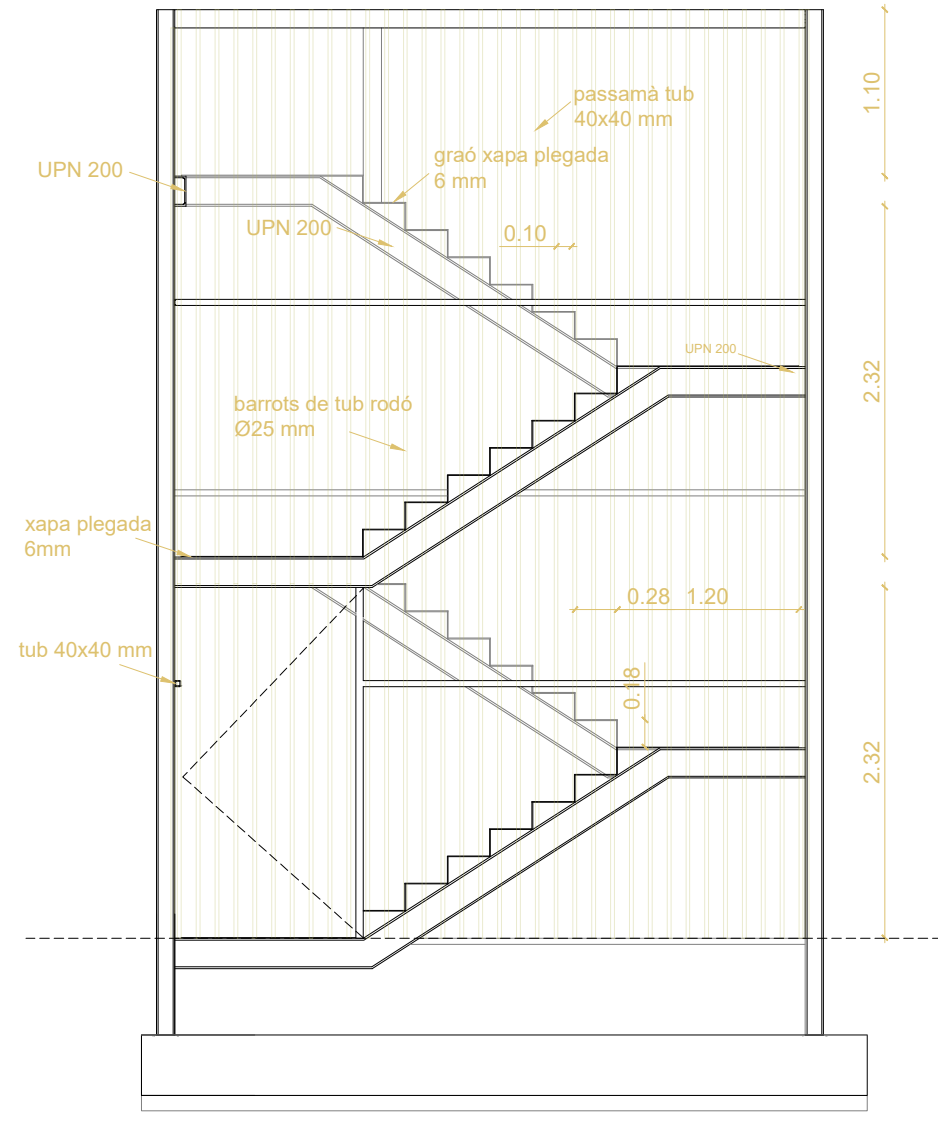 1.10
passamà tub
40x40 mm
graó xapa plegada
6 mm
UPN 200
UPN 200
0.10
UPN 200
2.32
barrots de tub rodó
Ø25 mm
xapa plegada
6mm
0.28 1.20
tub 40x40 mm
0.18
2.32